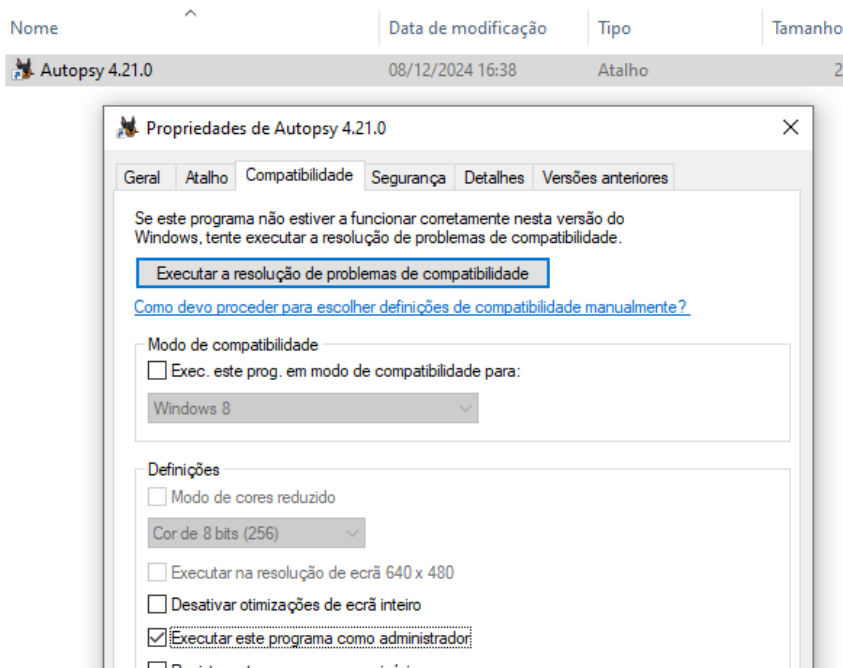 Nome Data de modificação Tipo Tamanho
Autopsy 4.21.0 08/12/2024 16:38 Atalho 2
Propriedades de Autopsy 4.21.0
Geral Atalho Compatibilidade Segurança Detalhes Versões anteriores
Se este programa não estiver a funcionar corretamente nesta versão do
Windows, tente executar a resolução de problemas de compatibilidade.
Executar a resolução de problemas de compatibilidade
Como devo proceder para escolher definições de compatibilidade manualmente?
Modo de compatibilidade
Exec. este prog. em modo de compatibilidade para:
Windows 8
Definições
Modo de cores reduzido
Cor de 8 bits (256)
Executar na resolução de ecrã 640 x 480
Desativar otimizações de ecrã inteiro
Executar este programa como administrador